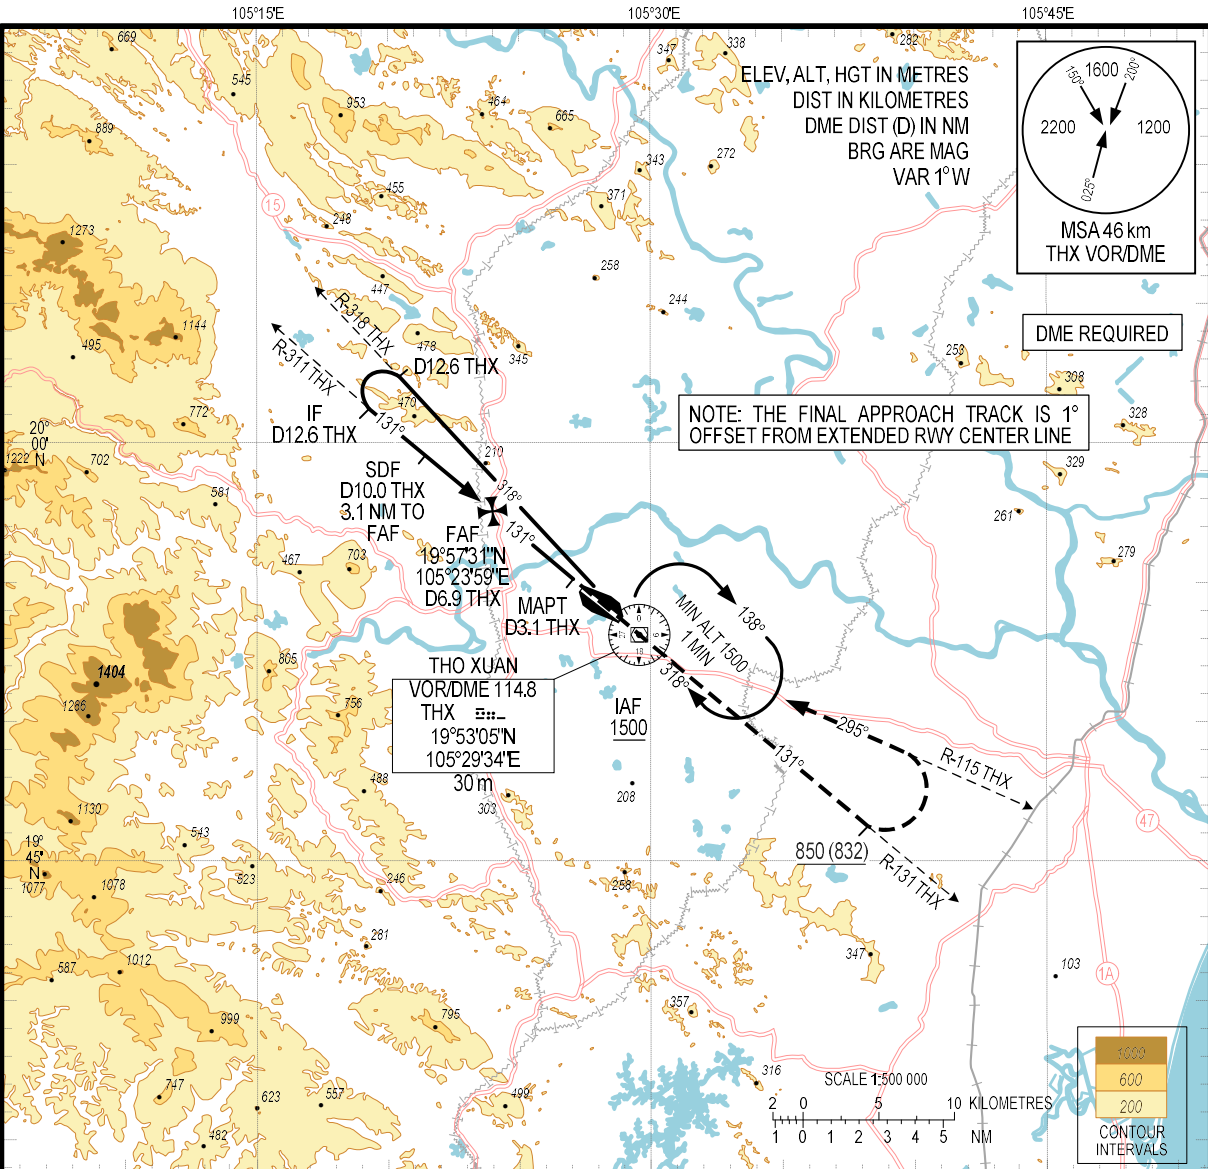 105°15'E
105°30'E
105°45'E
669
545
953
464
665
889
455
248
15
1273
447
1144
495
478
345
347
338
282
343
272
371
258
244
ELEV, ALT, HGT IN METRES
DIST IN KILOMETRES
DME DIST (D) IN NM
BRG ARE MAG
VAR 1°W
150°
1600
200°
2200
1200
025°
MSA 46 km
THX VOR/DME
DME REQUIRED
253
308
328
329
261
279
NOTE: THE FINAL APPROACH TRACK IS 1°
OFFSET FROM EXTENDED RWY CENTER LINE
R-318 THX
R-311 THX
D12.6 THX
IF
D12.6 THX
131°
470
772
20°
00'
N
1222
702
581
210
SDF
D10.0 THX
3.1 NM TO
FAF
318°
131°
FAF
19°57'31"N
105°23'59"E
D6.9 THX
467
703
MAPT
D3.1 THX
0
9
18
27
MIN ALT 1500
1 MIN
138°
318°
805
1404
1286
756
THO XUAN
VOR/DME 114.8
THX
19°53'05"N
105°29'34"E
30 m
IAF
1500
295°
131°
R-115 THX
R-131 THX
850 (832)
208
303
488
1130
543
19°
45'
N
1077
1078
523
246
258
47
281
347
103
1A
587
1012
999
795
357
747
623
557
482
499
316
SCALE 1:500 000
2 0 5 10 KILOMETRES
1 0 1 2 3 4 5 NM
1000
600
200
CONTOUR
INTERVALS